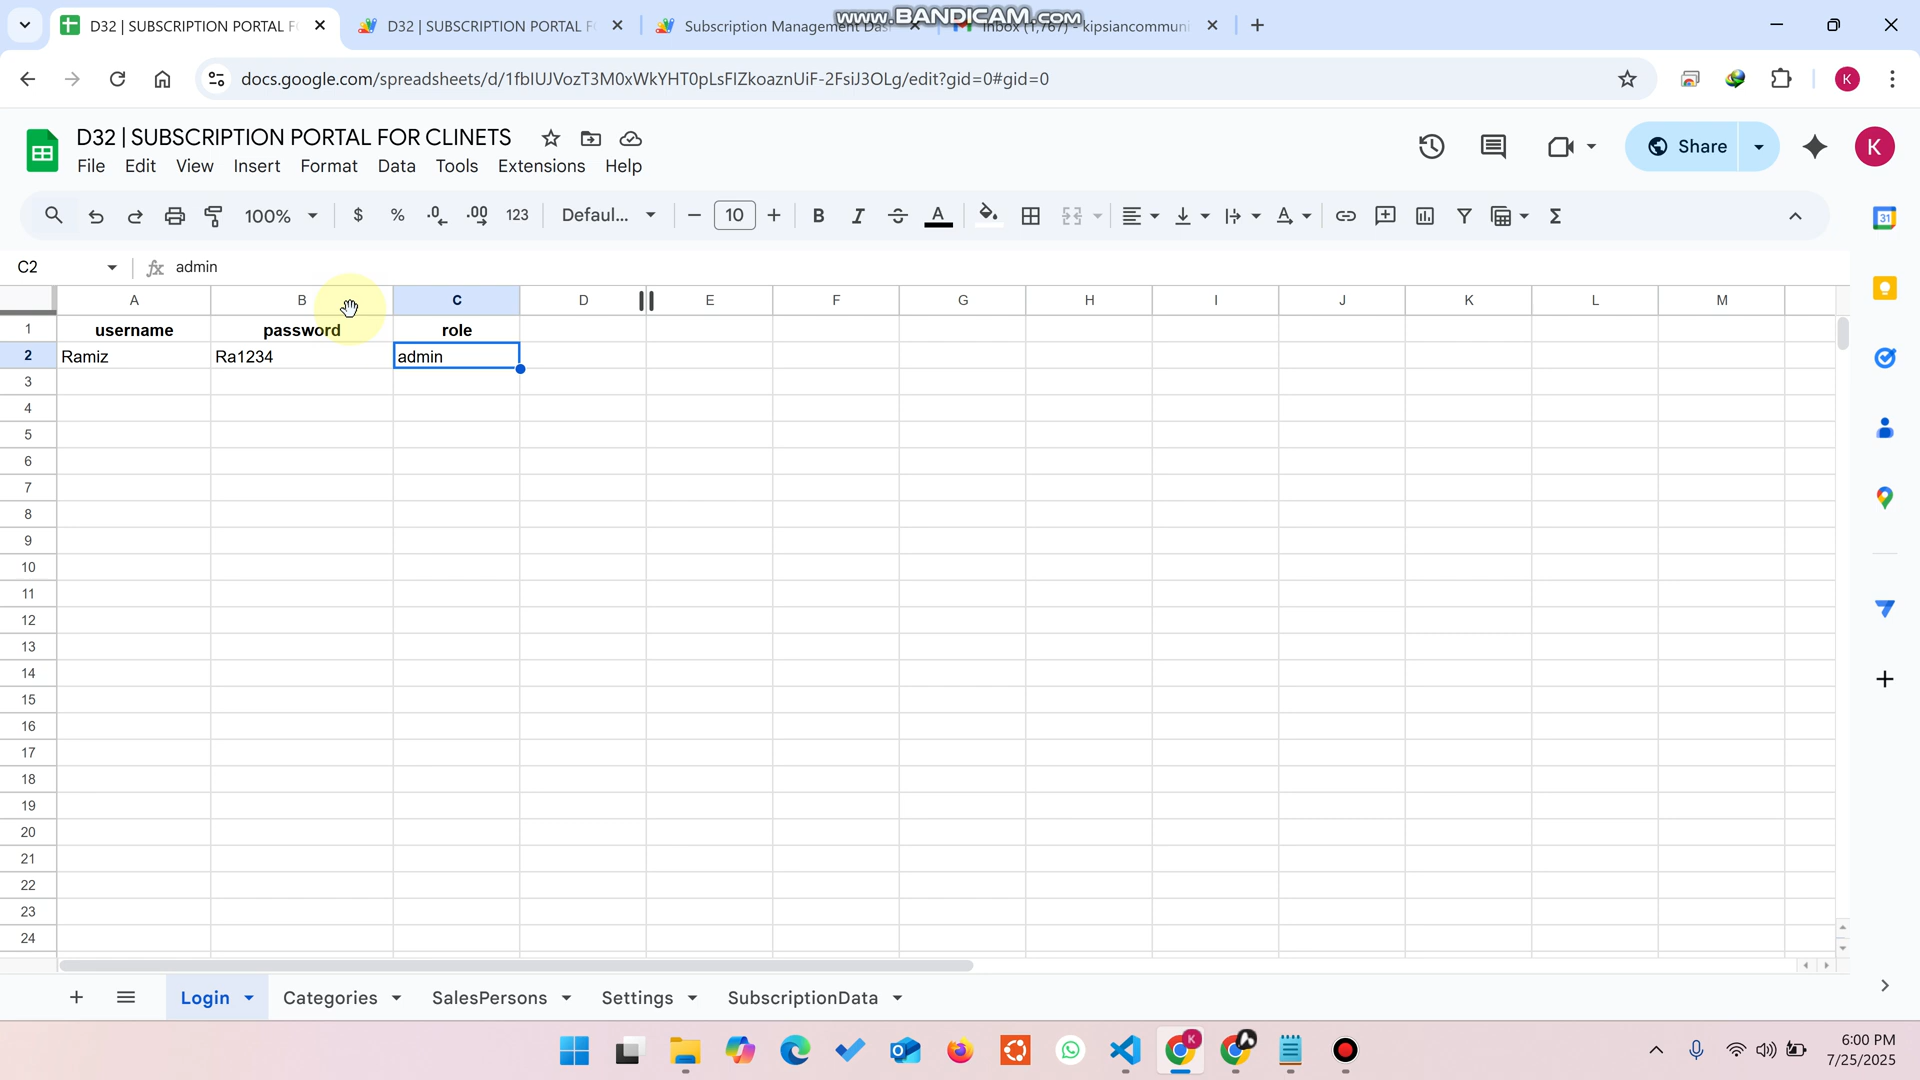 D32 | SUBSCRIPTION PORTAL F
D32 | SUBSCRIPTION PORTAL F
Subscription Management Das
Inbox (1,767) - kipsiancommuni
www.BANDICAM.com
docs.google.com/spreadsheets/d/1fbIUJVozT3M0xWkYHT0pLsFIZkoaznUiF-2FsiJ3OLg/edit?gid=0#gid=0
K
D32 | SUBSCRIPTION PORTAL FOR CLINETS
Share
K
File Edit View Insert Format Data Tools Extensions Help
100% $ % .0 .00 123 Defaul... 10 B I A
31
C2 fx admin
A B C D E F G H I J K L M
1 username password role
2 Ramiz Ra1234 admin
3
4
5
6
7
8
9
10
11
12
13
14
15
16
17
18
19
20
21
22
23
24
Login Categories SalesPersons Settings SubscriptionData
K
6:00 PM
7/25/2025